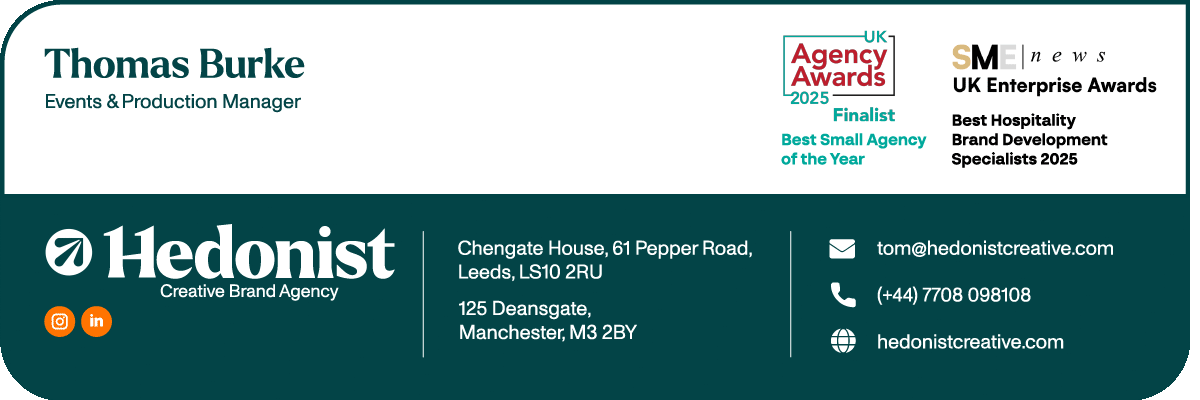 Thomas Burke
Events & Production Manager
UK
Agency
Awards
2025
Finalist
Best Small Agency
of the Year
SME | news
UK Enterprise Awards
Best Hospitality
Brand Development
Specialists 2025
Hedonist
Creative Brand Agency
in
Chengate House, 61 Pepper Road,
Leeds, LS10 2RU
125 Deansgate,
Manchester, M3 2BY
tom@hedonistcreative.com
(+44) 7708 098108
hedonistcreative.com